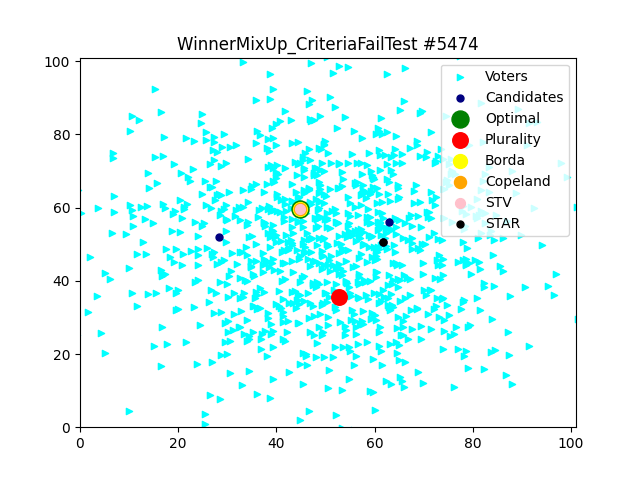 WinnerMixUp_CriteriaFailTest #5474
100
80
60
40
20
0
0 20 40 60 80 100
Voters
Candidates
Optimal
Plurality
Borda
Copeland
STV
STAR